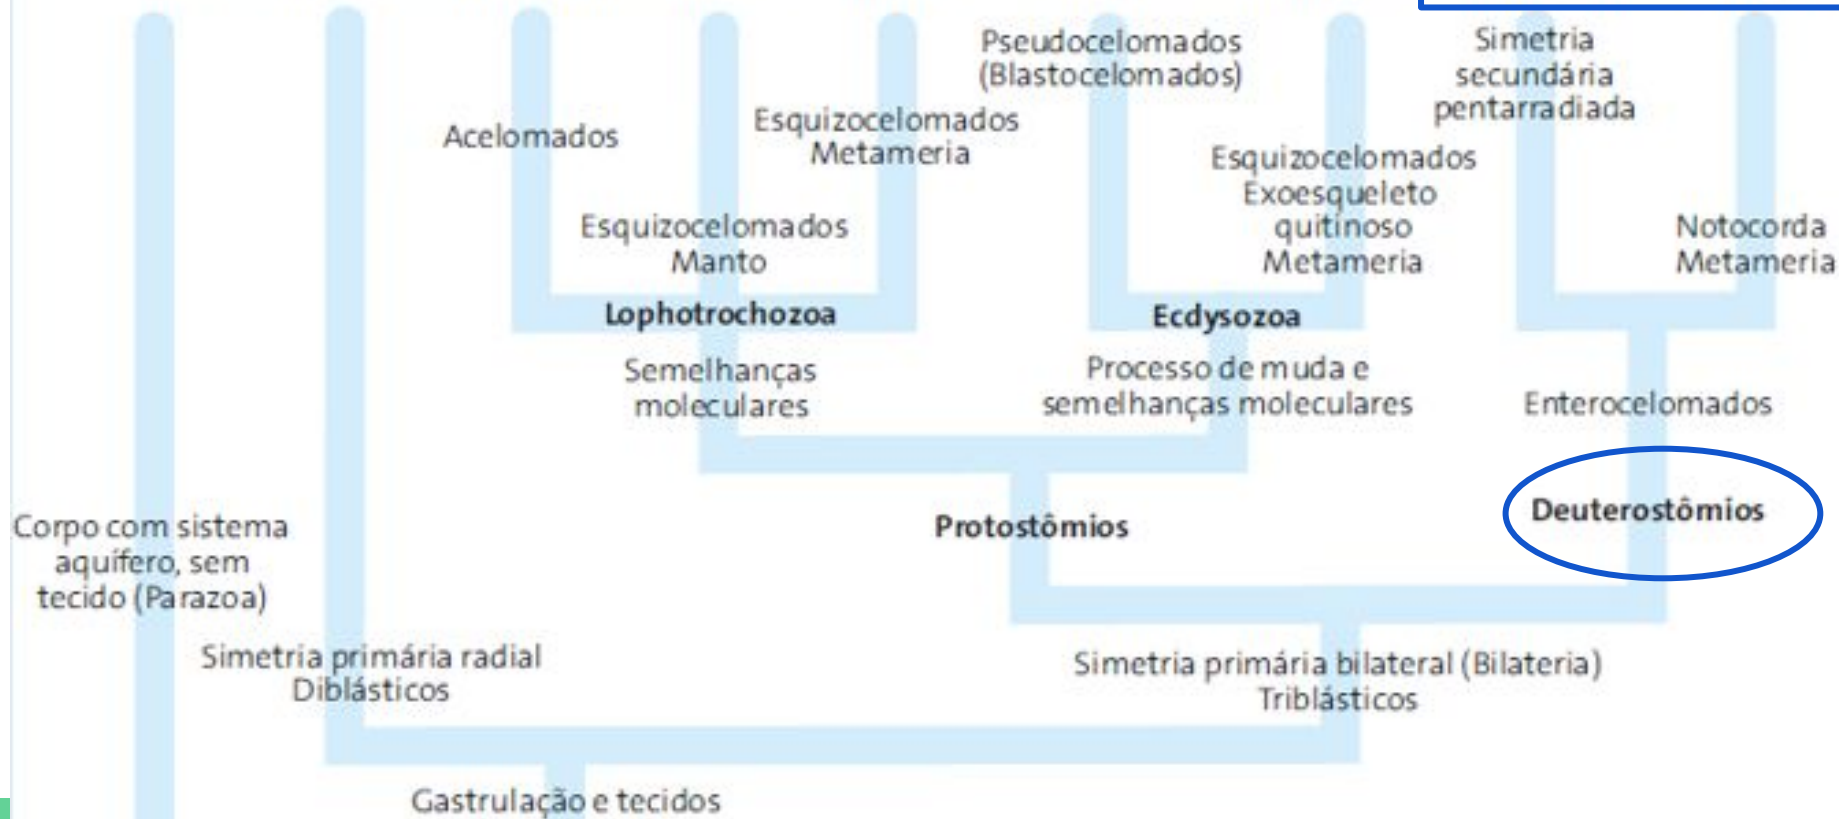 Pseudocelomados
(Blastocelomados)
Simetria
secundária
pentarradiada
Acelomados
Esquizocelomados
Metameria
Esquizocelomados
Exoesqueleto
quitinoso
Metameria
Esquizocelomados
Manto
Notocorda
Metameria
Lophotrochozoa
Ecdysozoa
Semelhanças
moleculares
Processo de muda e
semelhanças moleculares
Enterocelomados
Corpo com sistema
aquífero, sem
tecido (Parazoa)
Protostômios
Deuterostômios
Simetria primária radial
Diblásticos
Simetria primária bilateral (Bilateria)
Triblásticos
Gastrulação e tecidos